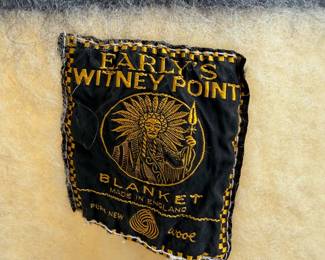 EARLY'S
WITNEY POINT
BLANKET
MADE IN ENGLAND
PURE NEW wool